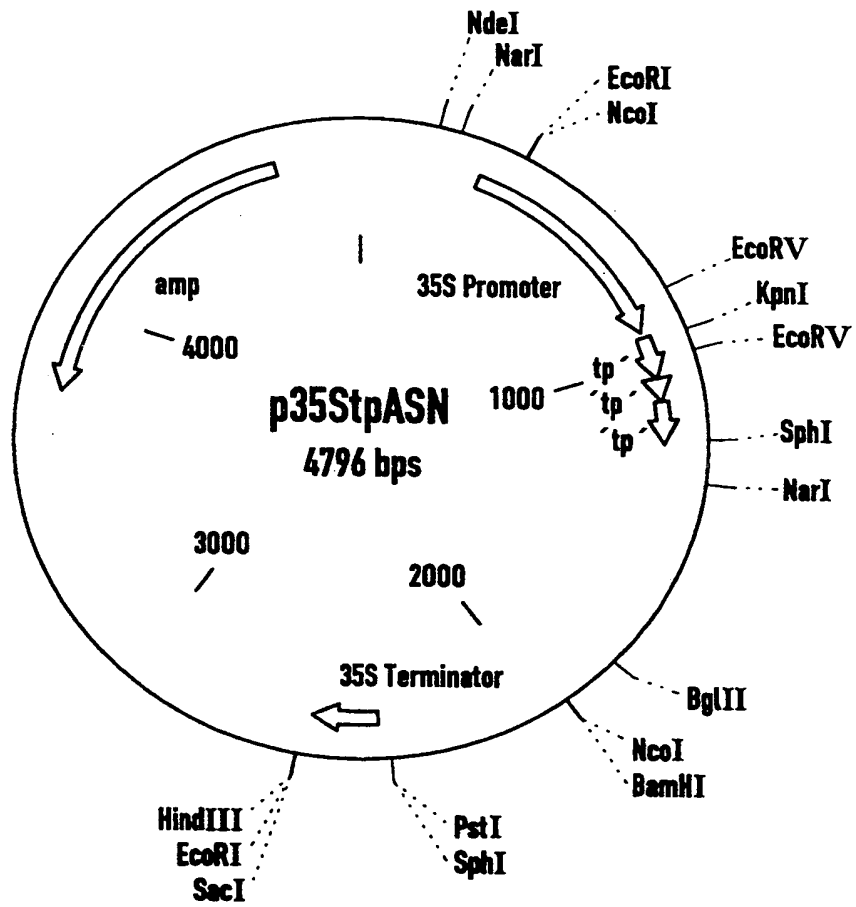 NdeI
NarI
EcoRI
NcoI
EcoRV
KpnI
EcoRV
amp
35S Promoter
4000
1000
tp
tp
tp
p35StpASN
4796 bps
SphI
NarI
3000
2000
35S Terminator
BglII
NcoI
BamHI
HindIII
EcoRI
SacI
PstI
SphI